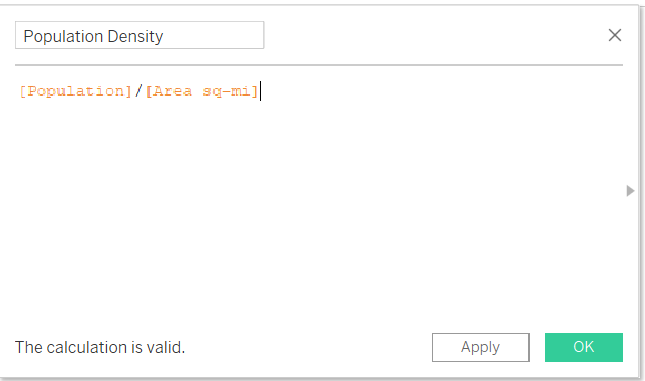 Population Density
[Population]/[Area sq-mi]
The calculation is valid.
Apply
OK